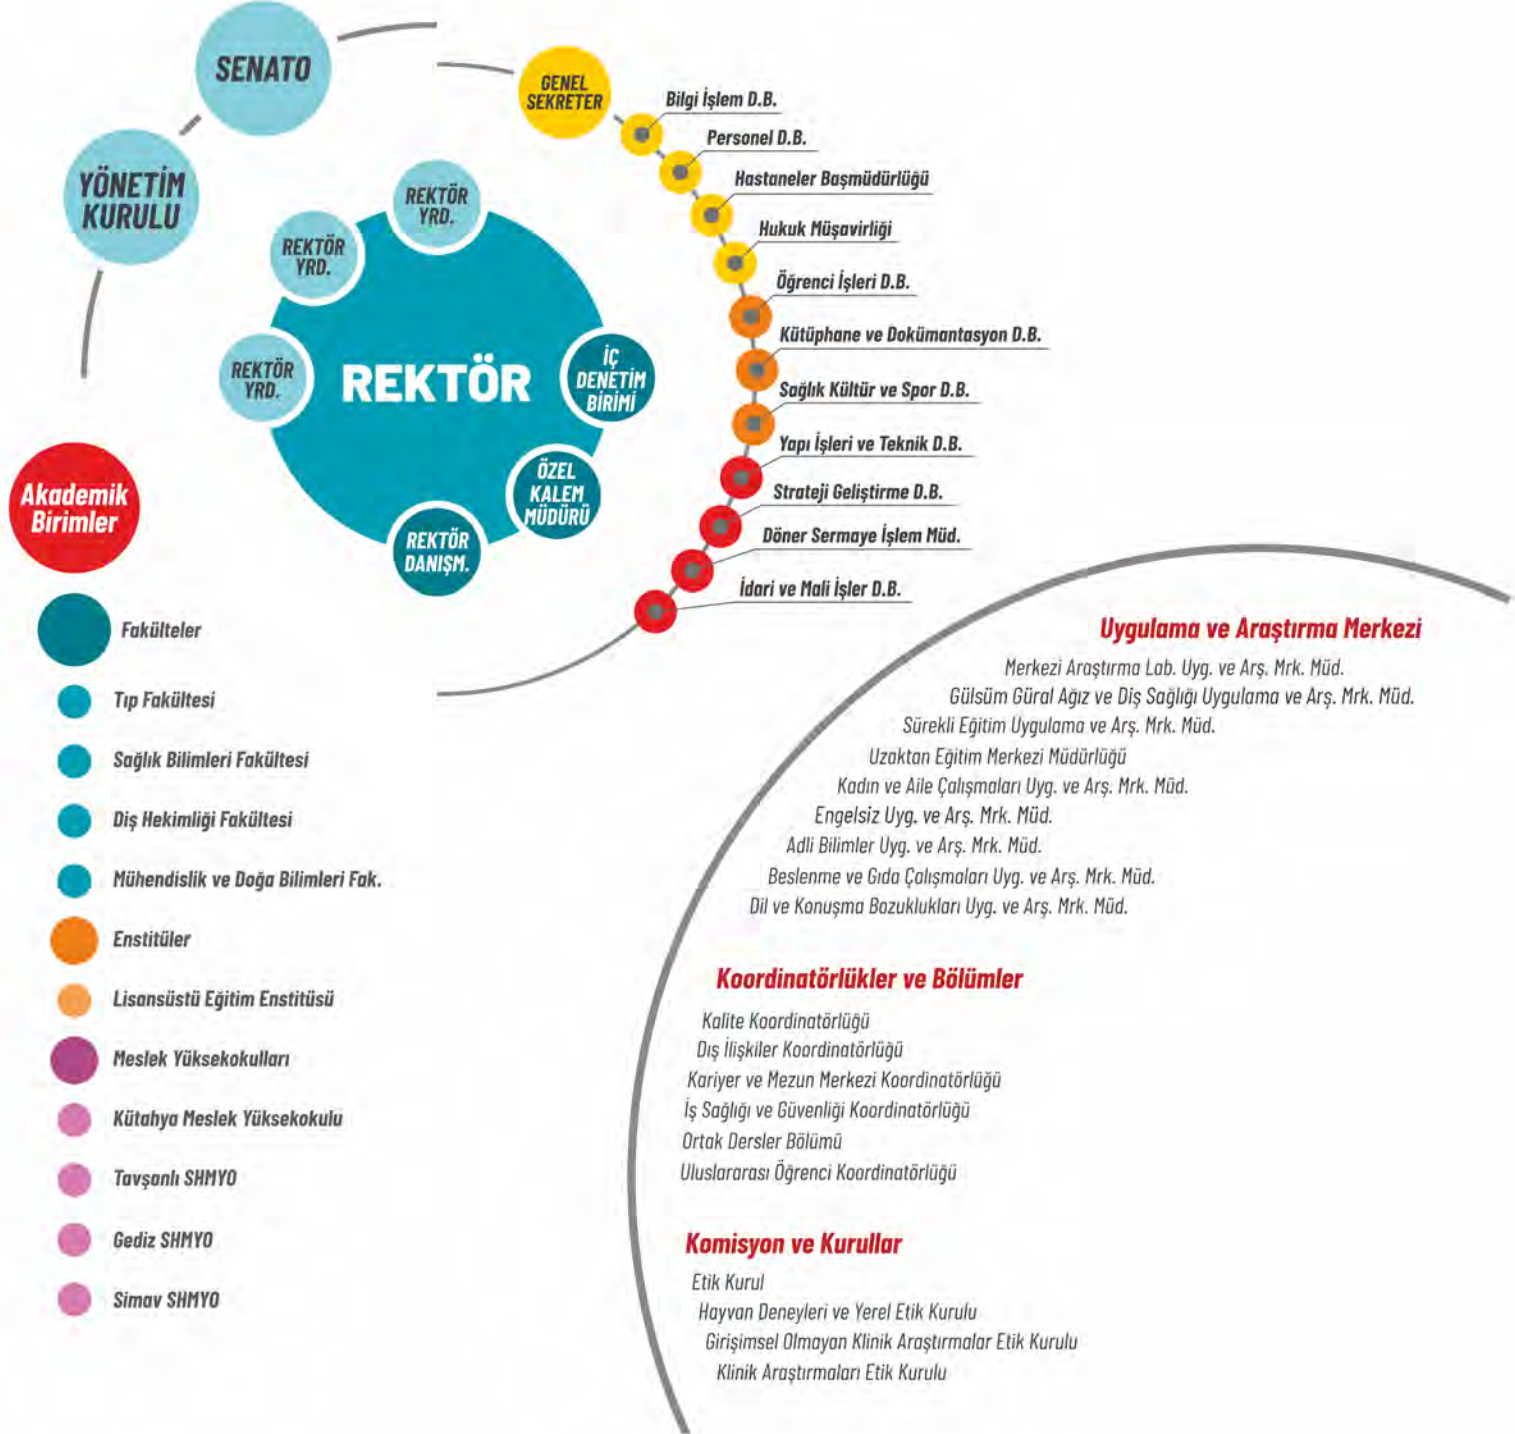 SENATO
YÖNETİM
KURULU
GENEL
SEKRETER
Bilgi İşlem D.B.
Personel D.B.
Hastaneler Başmüdürlüğü
Hukuk Müşavirliği
Öğrenci İşleri D.B.
Kütüphane ve Dokümantasyon D.B.
Sağlık Kültür ve Spor D.B.
Yapı İşleri ve Teknik D.B.
Strateji Geliştirme D.B.
Döner Sermaye İşlem Müd.
İdari ve Mali İşler D.B.
REKTÖR
YRD.
REKTÖR
YRD.
REKTÖR
YRD.
REKTÖR
İÇ
DENETİM
BİRİMİ
ÖZEL
KALEM
MÜDÜRÜ
REKTÖR
DANIŞM.
Akademik
Birimler
Fakülteler
Tıp Fakültesi
Sağlık Bilimleri Fakültesi
Diş Hekimliği Fakültesi
Mühendislik ve Doğa Bilimleri Fak.
Enstitüler
Lisansüstü Eğitim Enstitüsü
Meslek Yüksekokulları
Kütahya Meslek Yüksekokulu
Tavşanlı SHMYO
Gediz SHMYO
Simav SHMYO
Uygulama ve Araştırma Merkezi
Merkezi Araştırma Lab. Uyg. ve Arş. Mrk. Müd.
Gülsüm Güral Ağız ve Diş Sağlığı Uygulama ve Arş. Mrk. Müd.
Sürekli Eğitim Uygulama ve Arş. Mrk. Müd.
Uzaktan Eğitim Merkezi Müdürlüğü
Kadın ve Aile Çalışmaları Uyg. ve Arş. Mrk. Müd.
Engelsiz Uyg. ve Arş. Mrk. Müd.
Adli Bilimler Uyg. ve Arş. Mrk. Müd.
Beslenme ve Gıda Çalışmaları Uyg. ve Arş. Mrk. Müd.
Dil ve Konuşma Bozuklukları Uyg. ve Arş. Mrk. Müd.
Koordinatörlükler ve Bölümler
Kalite Koordinatörlüğü
Dış İlişkiler Koordinatörlüğü
Kariyer ve Mezun Merkezi Koordinatörlüğü
İş Sağlığı ve Güvenliği Koordinatörlüğü
Ortak Dersler Bölümü
Uluslararası Öğrenci Koordinatörlüğü
Komisyon ve Kurullar
Etik Kurul
Hayvan Deneyleri ve Yerel Etik Kurulu
Girişimsel Olmayan Klinik Araştırmalar Etik Kurulu
Klinik Araştırmaları Etik Kurulu